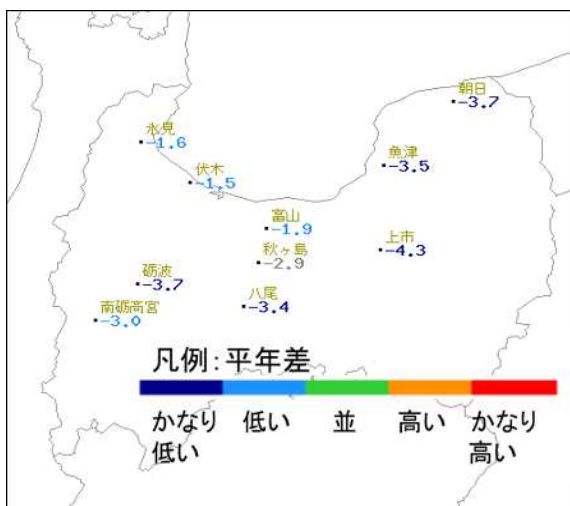 朝日
-3.7
氷見
-1.6
魚津
-3.5
伏木
-1.5
富山
-1.9
上市
-4.3
秋ヶ島
-2.9
砺波
-3.7
八尾
-3.4
南砺高宮
-3.0
凡例:平年差
かなり低い
低い
並
高い
かなり高い